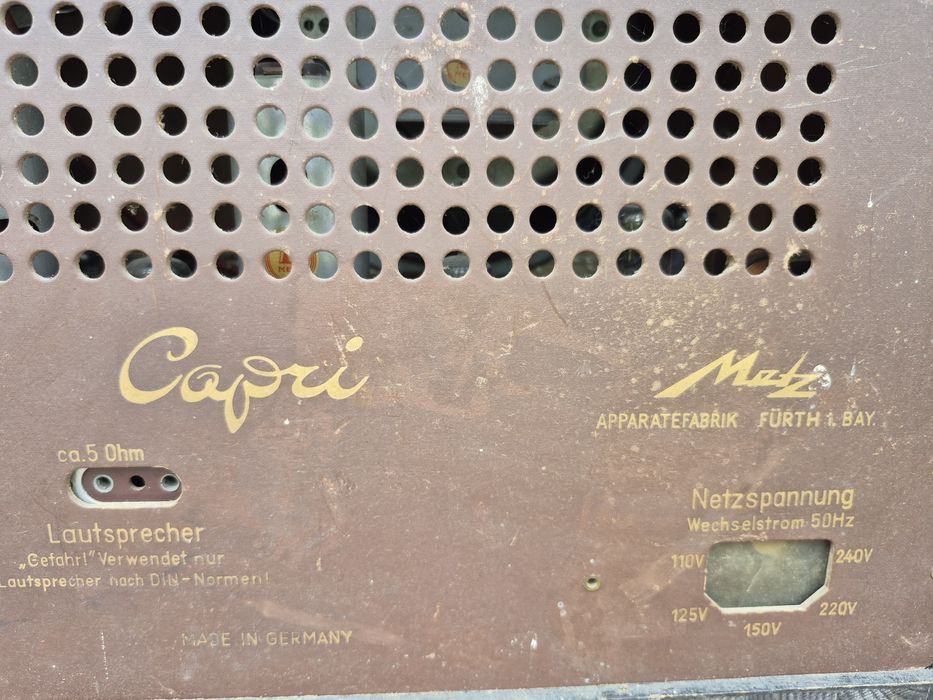 Capri
Metz
APPARATEFABRIK FÜRTH i. BAY.
ca. 5 Ohm
Lautsprecher
„Gefahr!" Verwendet nur
Lautsprecher nach DIN-Normen!
MADE IN GERMANY
Netzspannung
Wechselstrom 50Hz
110V 240V
125V 220V
150V